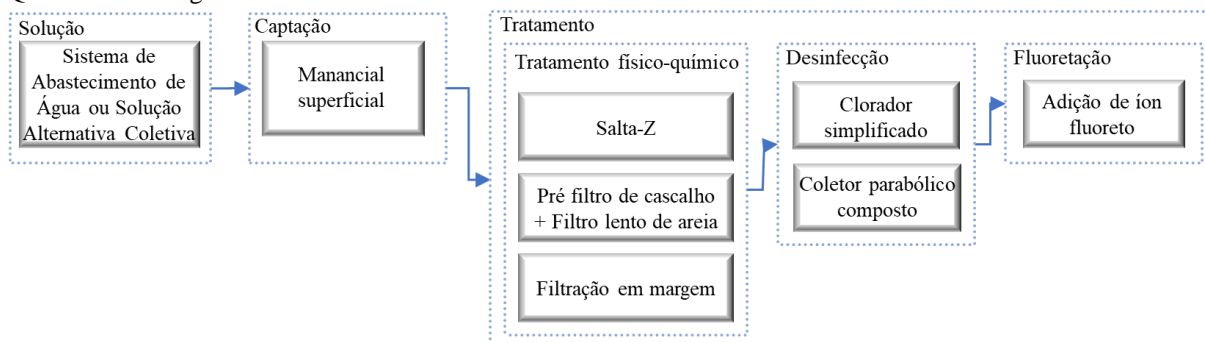 Solução
Sistema de
Abastecimento de
Água ou Solução
Alternativa Coletiva
Captação
Manancial
superficial
Tratamento
Tratamento físico-químico
Salta-Z
Pré filtro de cascalho
+ Filtro lento de areia
Filtração em margem
Desinfecção
Clorador
simplificado
Coletor parabólico
composto
Fluoretação
Adição de íon
fluoreto